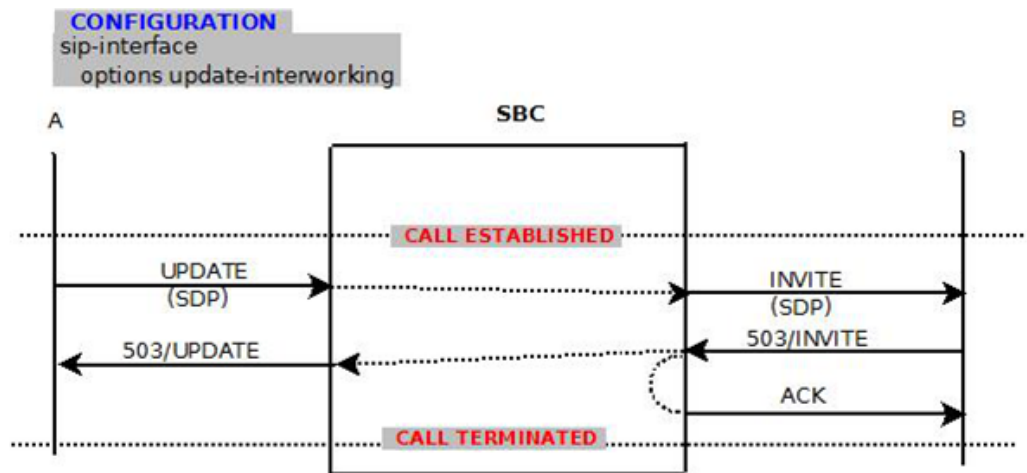 CONFIGURATION
sip-interface
options update-interworking
A
SBC
B
CALL ESTABLISHED
UPDATE
(SDP)
INVITE
(SDP)
503/UPDATE
503/INVITE
ACK
CALL TERMINATED